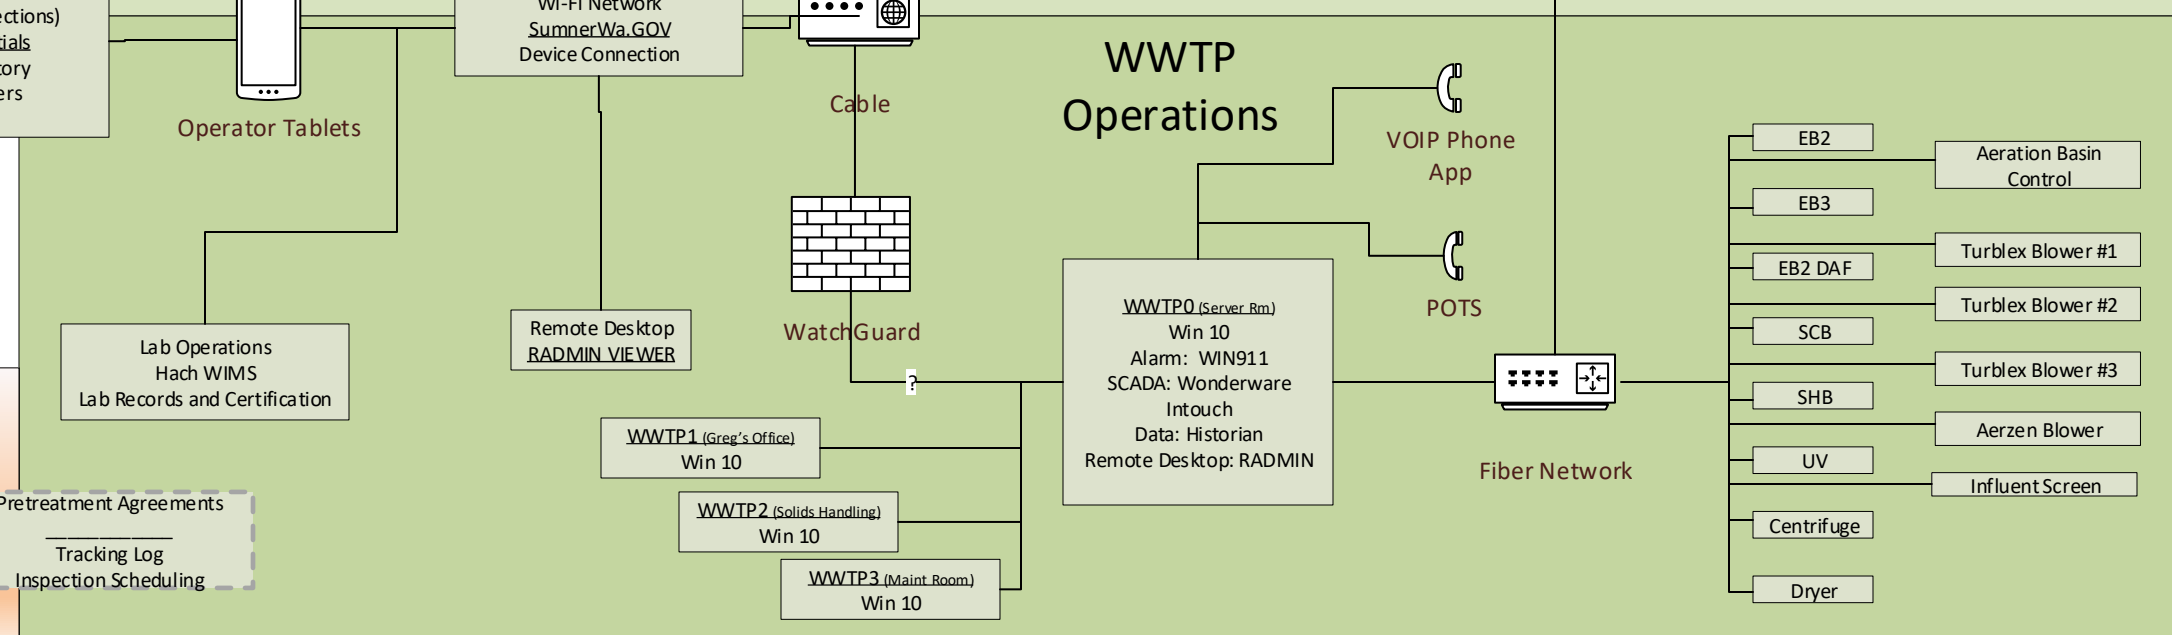 ctions)
tials
tory
ers
Operator Tablets
Wi-Fi Network
SumnerWa.GOV
Device Connection
Cable
WWTP
Operations
VOIP Phone
App
POTS
WatchGuard
?
Lab Operations
Hach WIMS
Lab Records and Certification
Remote Desktop
RADMIN VIEWER
Pretreatment Agreements
_____________
Tracking Log
Inspection Scheduling
WWTP1 (Greg's Office)
Win 10
WWTP2 (Solids Handling)
Win 10
WWTP3 (Maint Room)
Win 10
WWTP0 (Server Rm)
Win 10
Alarm: WIN911
SCADA: Wonderware
Intouch
Data: Historian
Remote Desktop: RADMIN
Fiber Network
EB2
EB3
EB2 DAF
SCB
SHB
UV
Centrifuge
Dryer
Aeration Basin
Control
Turblex Blower #1
Turblex Blower #2
Turblex Blower #3
Aerzen Blower
Influent Screen